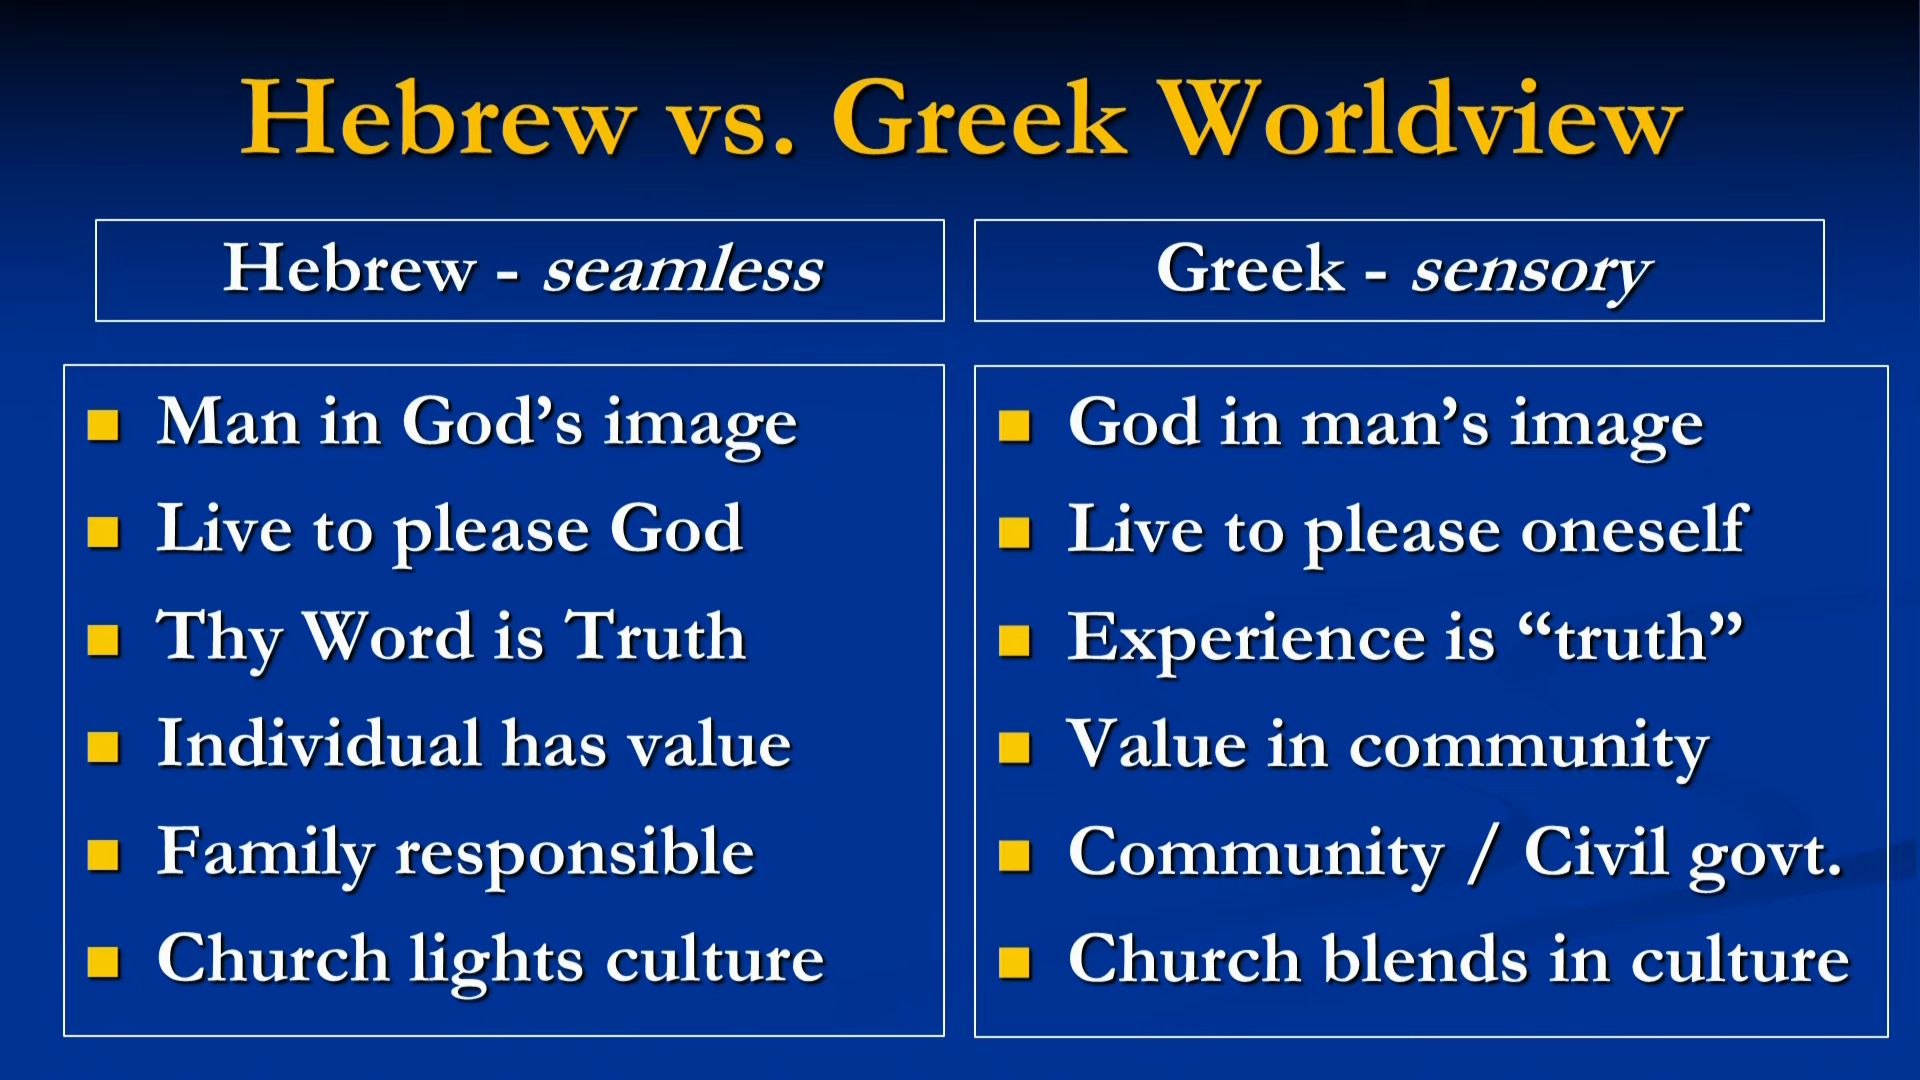 Hebrew vs. Greek Worldview
Hebrew - seamless
Man in God’s image
Live to please God
Thy Word is Truth
Individual has value
Family responsible
Church lights culture
Greek - sensory
God in man’s image
Live to please oneself
Experience is “truth”
Value in community
Community / Civil govt.
Church blends in culture